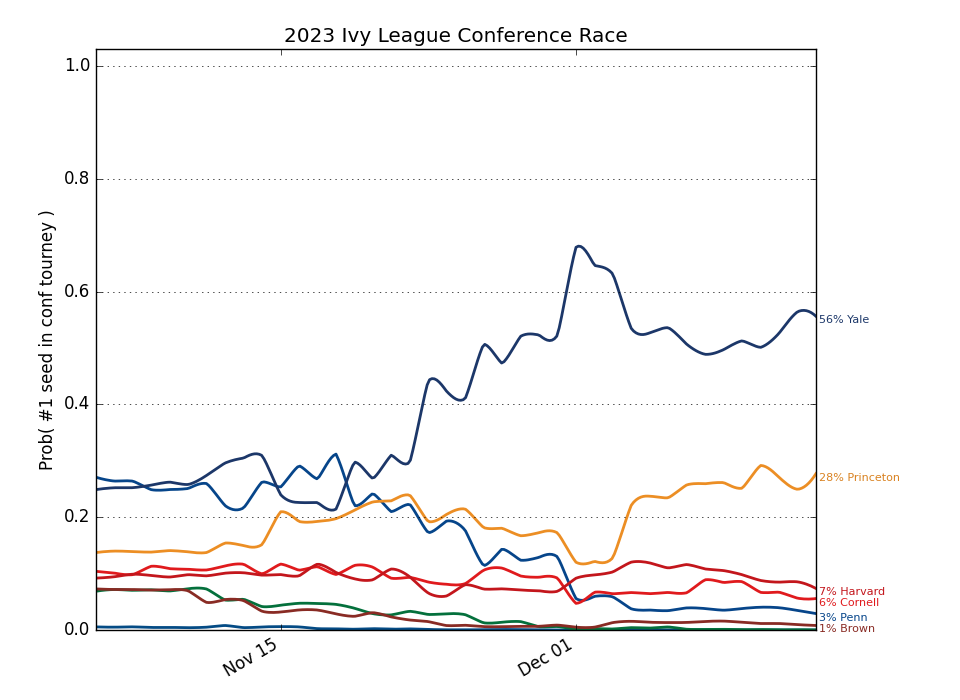 2023 Ivy League Conference Race
Prob( #1 seed in conf tourney )
1.0
0.8
0.6
0.4
0.2
0.0
Nov 15
Dec 01
56% Yale
28% Princeton
7% Harvard
6% Cornell
3% Penn
1% Brown